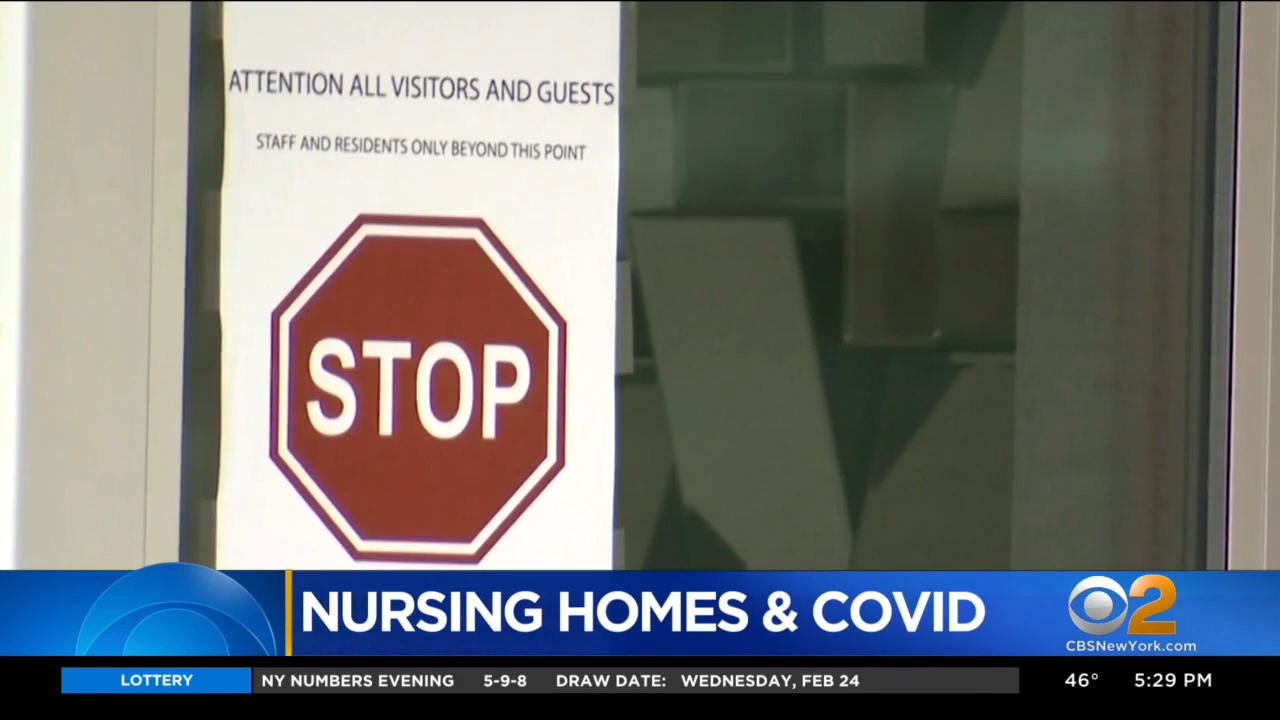 ATTENTION ALL VISITORS AND GUESTS
STAFF AND RESIDENTS ONLY BEYOND THIS POINT
STOP
NURSING HOMES & COVID
2
CBSNewYork.com
LOTTERY NY NUMBERS EVENING 5-9-8 DRAW DATE: WEDNESDAY, FEB 24 46° 5:29 PM